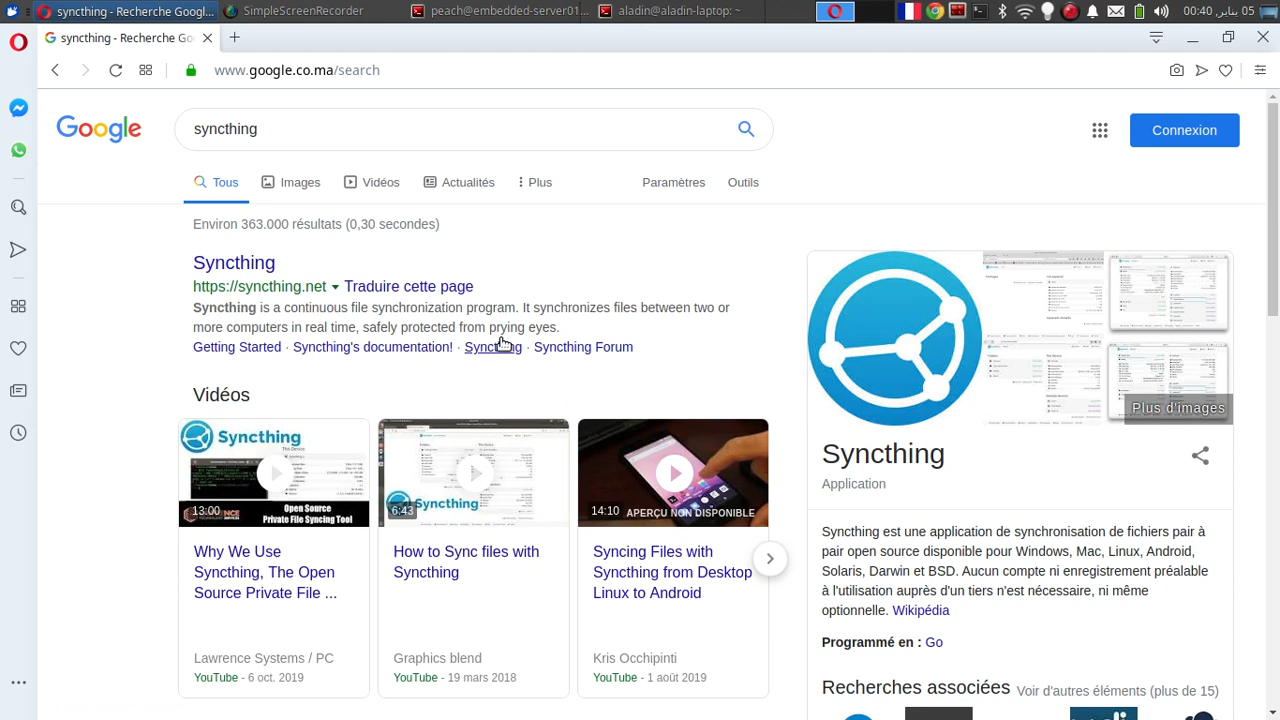 syncthing - Recherche Googl...
SimpleScreenRecorder
peachy@embedded-server01...
aladin@aladin-laptop...
05 يناير, 00:40
syncthing - Recherche Go
www.google.co.ma/search
Google
syncthing
Connexion
Tous
Images
Vidéos
Actualités
Plus
Paramètres
Outils
Environ 363.000 résultats (0,30 secondes)
Syncthing
https://syncthing.net
Traduire cette page
Syncthing is a continuous file synchronization program. It synchronizes files between two or
more computers in real time, safely protected from prying eyes.
Getting Started · Syncthing's documentation! · Syncthing · Syncthing Forum
Vidéos
Syncthing
13:00
Open Source
Private File Syncing Tool
Why We Use
Syncthing, The Open
Source Private File ...
Lawrence Systems / PC
YouTube - 6 oct. 2019
Syncthing
6:43
How to Sync files with
Syncthing
Graphics blend
YouTube - 19 mars 2018
14:10
APERÇU NON DISPONIBLE
Syncing Files with
Syncthing from Desktop
Linux to Android
Kris Occhipinti
YouTube - 1 août 2019
Plus d'images
Syncthing
Application
Syncthing est une application de synchronisation de fichiers pair à
pair open source disponible pour Windows, Mac, Linux, Android,
Solaris, Darwin et BSD. Aucun compte ni enregistrement préalable
à l'utilisation auprès d'un tiers n'est nécessaire, ni même
optionnelle. Wikipédia
Programmé en : Go
Recherches associées
Voir d'autres éléments (plus de 15)